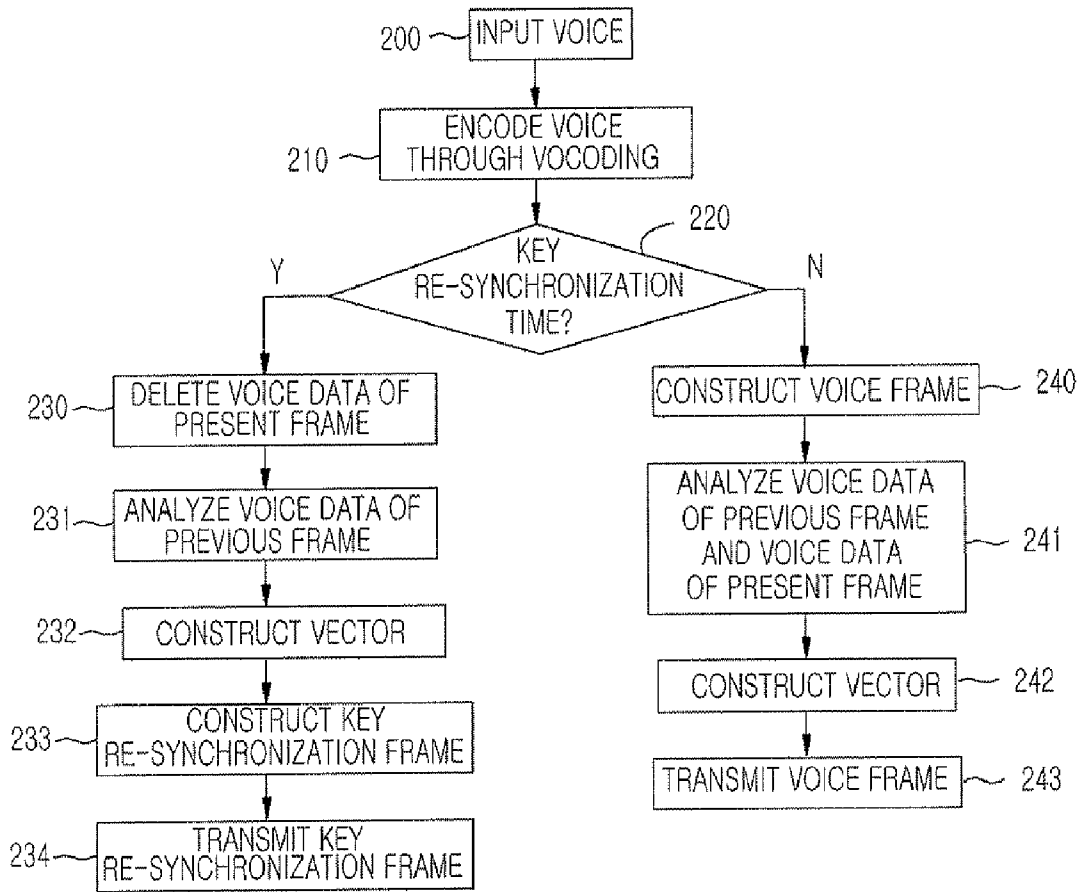 200
INPUT VOICE
210
ENCODE VOICE
THROUGH VOCODING
220
KEY
RE-SYNCHRONIZATION
TIME?
Y
N
230
DELETE VOICE DATA OF
PRESENT FRAME
231
ANALYZE VOICE DATA OF
PREVIOUS FRAME
232
CONSTRUCT VECTOR
233
CONSTRUCT KEY
RE-SYNCHRONIZATION FRAME
234
TRANSMIT KEY
RE-SYNCHRONIZATION FRAME
CONSTRUCT VOICE FRAME
240
ANALYZE VOICE DATA
OF PREVIOUS FRAME
AND VOICE DATA
OF PRESENT FRAME
241
CONSTRUCT VECTOR
242
TRANSMIT VOICE FRAME
243